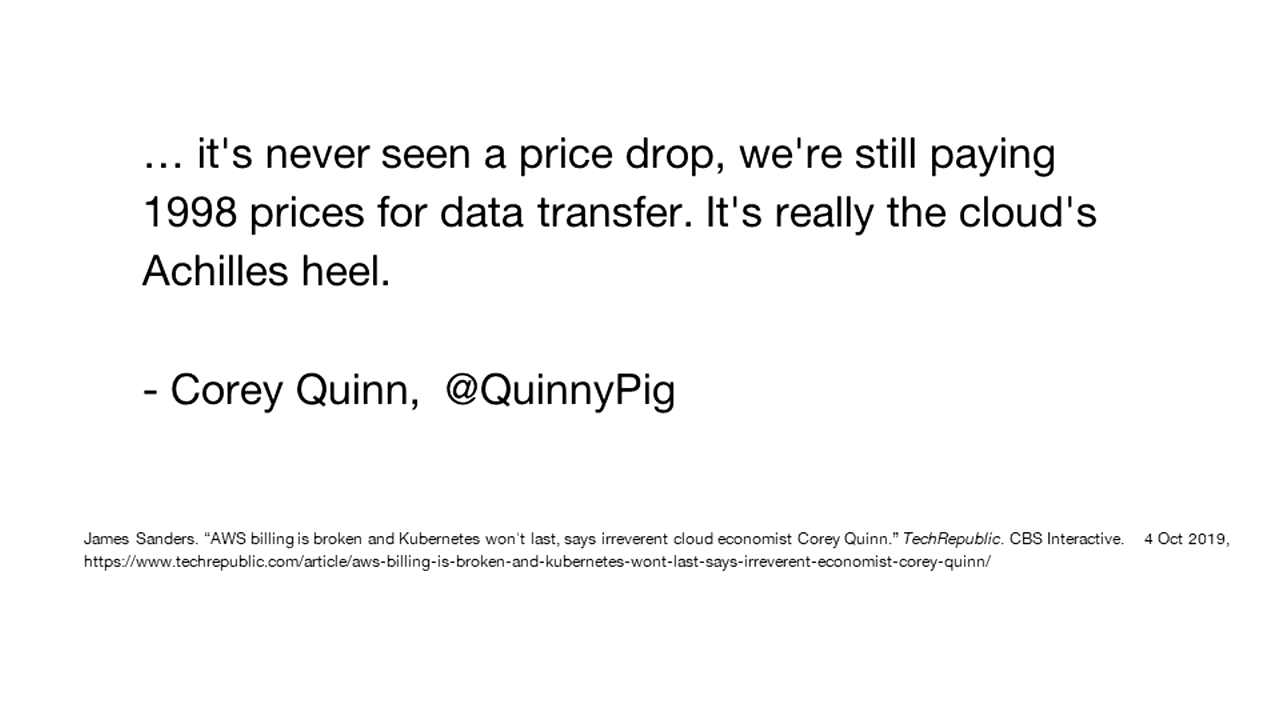 … it's never seen a price drop, we're still paying
1998 prices for data transfer. It's really the cloud's
Achilles heel.
- Corey Quinn,  @QuinnyPig
James Sanders. “AWS billing is broken and Kubernetes won't last, says irreverent cloud economist Corey Quinn.” TechRepublic. CBS Interactive.  4 Oct 2019,
https://www.techrepublic.com/article/aws-billing-is-broken-and-kubernetes-wont-last-says-irreverent-economist-corey-quinn/